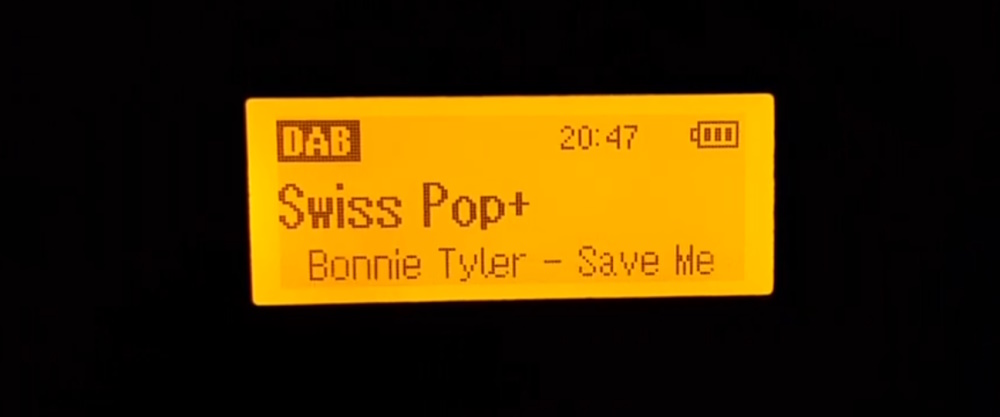 DAB 20:47
Swiss Pop+
Bonnie Tyler - Save Me